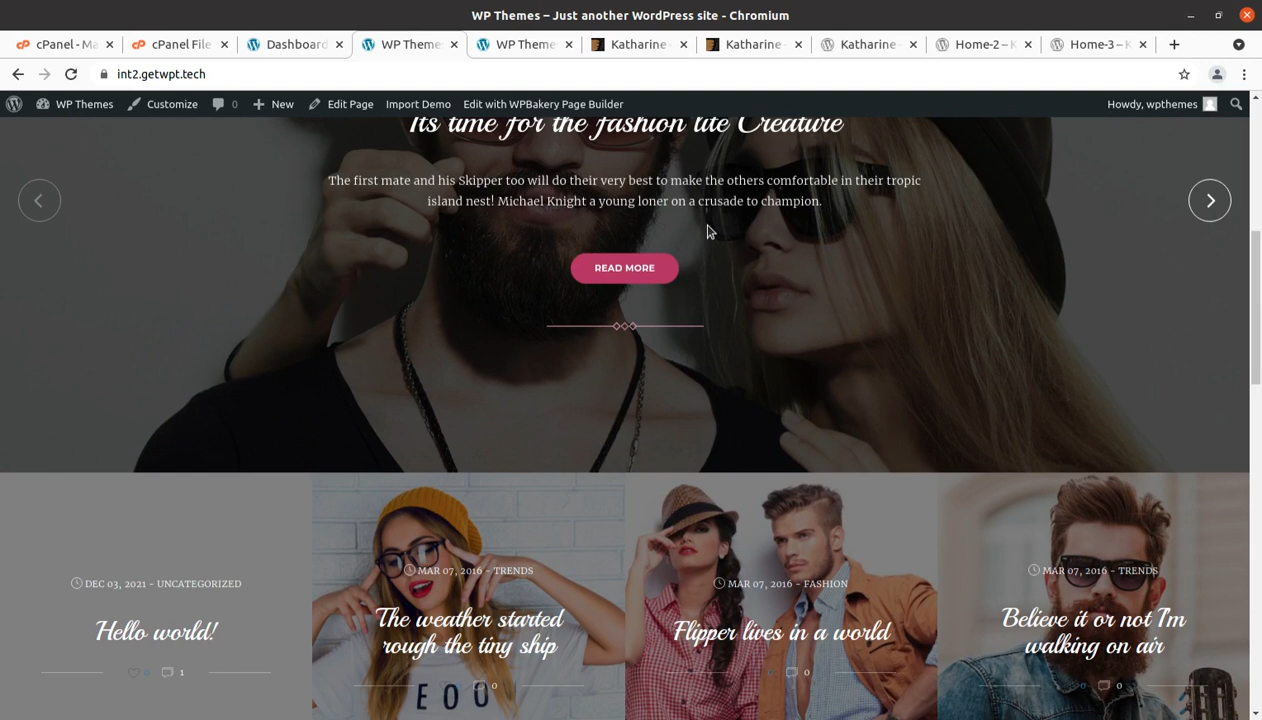 WP Themes – Just another WordPress site - Chromium
cPanel - Ma
cPanel File
Dashboard
WP Theme
WP Theme
Katharine
Katharine
Katharine
Home-2 – K
Home-3 – K
int2.getwpt.tech
WP Themes
Customize
0
New
Edit Page
Import Demo
Edit with WPBakery Page Builder
Howdy, wpthemes
Its time for the fashion lite Creature
The first mate and his Skipper too will do their very best to make the others comfortable in their tropic
island nest! Michael Knight a young loner on a crusade to champion.
READ MORE
DEC 03, 2021 - UNCATEGORIZED
Hello world!
0 1
MAR 07, 2016 - TRENDS
The weather started
rough the tiny ship
EOU
0
MAR 07, 2016 - FASHION
Flipper lives in a world
0
MAR 07, 2016 - TRENDS
Believe it or not I'm
walking on air
0 0